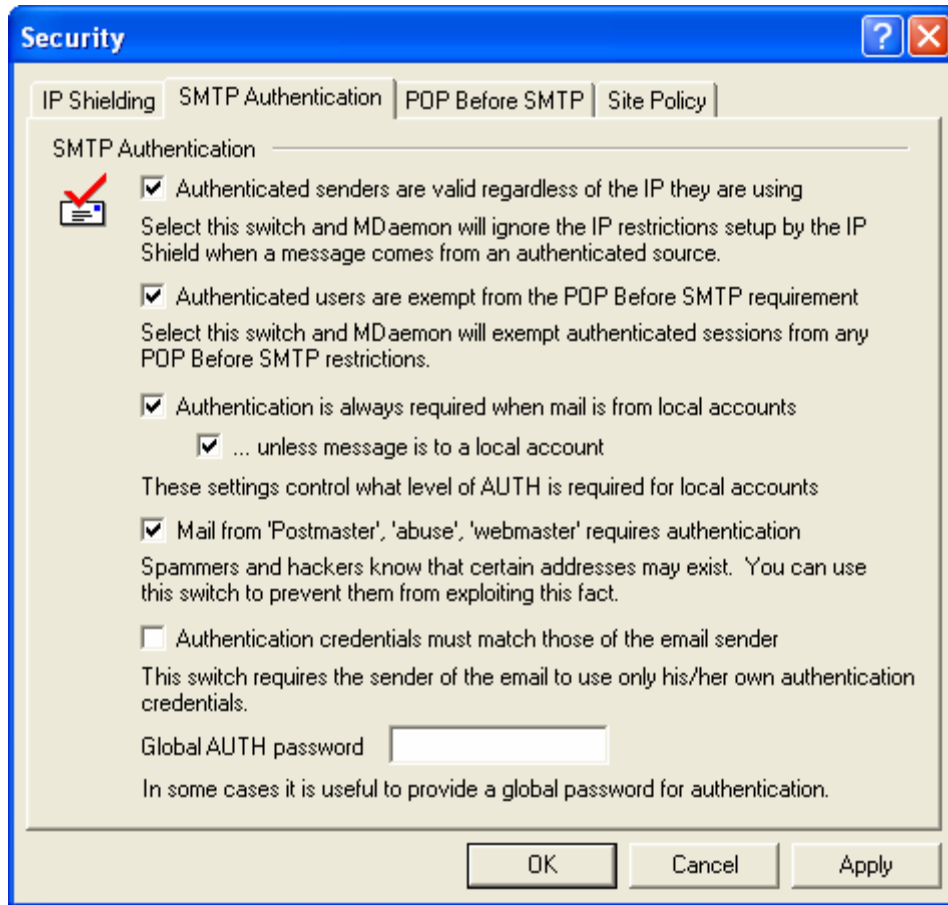 Security
IP Shielding
SMTP Authentication
POP Before SMTP
Site Policy
SMTP Authentication
Authenticated senders are valid regardless of the IP they are using
Select this switch and MDaemon will ignore the IP restrictions setup by the IP
Shield when a message comes from an authenticated source.
Authenticated users are exempt from the POP Before SMTP requirement
Select this switch and MDaemon will exempt authenticated sessions from any
POP Before SMTP restrictions.
Authentication is always required when mail is from local accounts
... unless message is to a local account
These settings control what level of AUTH is required for local accounts
Mail from 'Postmaster', 'abuse', 'webmaster' requires authentication
Spammers and hackers know that certain addresses may exist.  You can use
this switch to prevent them from exploiting this fact.
Authentication credentials must match those of the email sender
This switch requires the sender of the email to use only his/her own authentication
credentials.
Global AUTH password
In some cases it is useful to provide a global password for authentication.
OK
Cancel
Apply